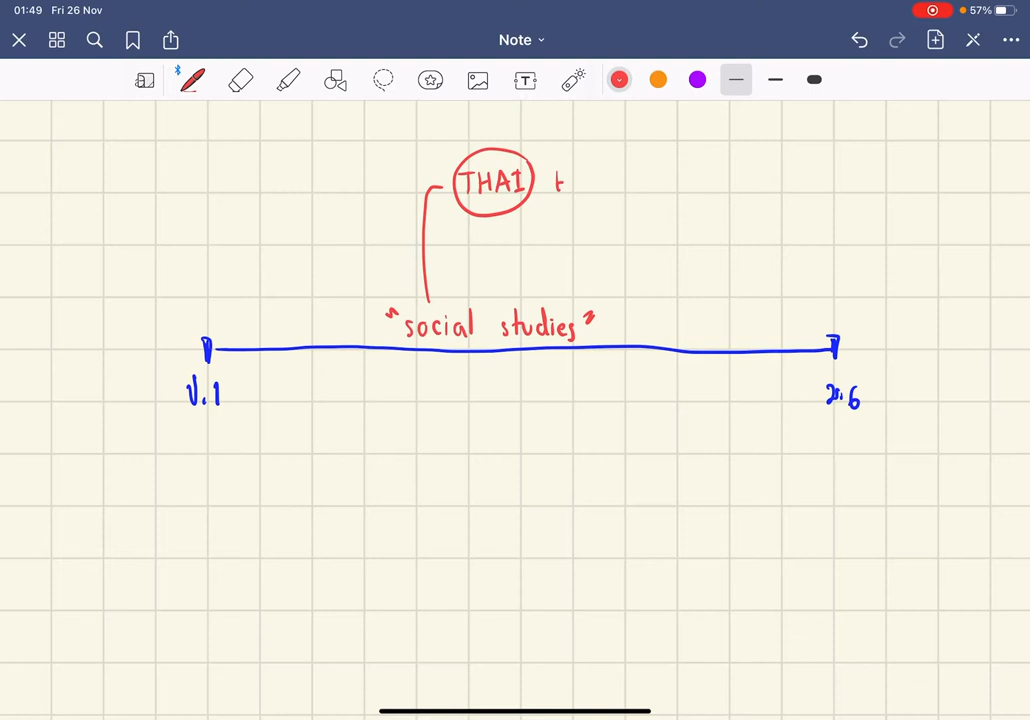 01:49 Fri 26 Nov
57%
Note
T
THAI t
"social studies"
ป.1
ม.6